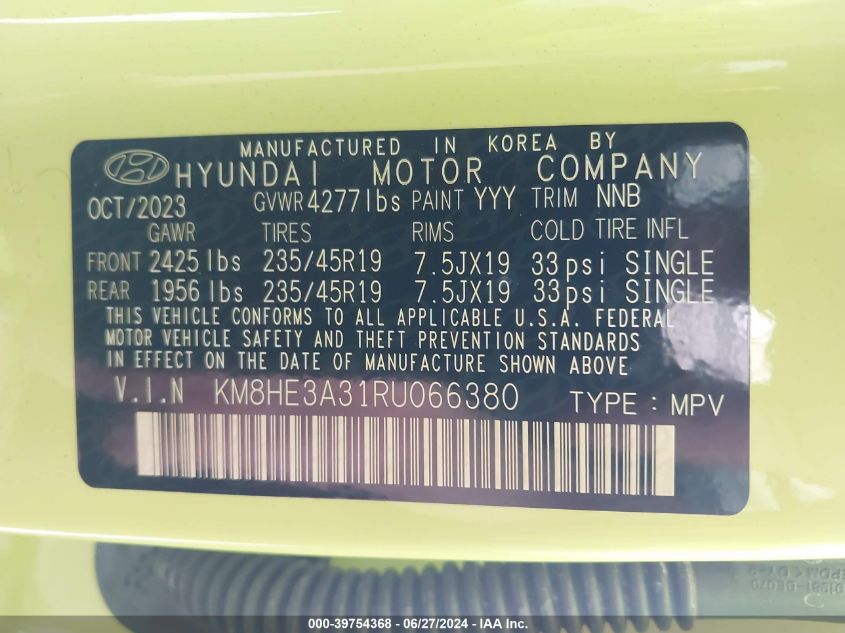 MANUFACTURED IN KOREA BY
HYUNDAI MOTOR COMPANY
OCT/2023 GVWR 4277lbs PAINT YYY TRIM NNB
GAWR TIRES RIMS COLD TIRE INFL
FRONT 2425 lbs 235/45R19 7.5JX19 33psi SINGLE
REAR 1956 lbs 235/45R19 7.5JX19 33psi SINGLE
THIS VEHICLE CONFORMS TO ALL APPLICABLE U.S.A. FEDERAL
MOTOR VEHICLE SAFETY AND THEFT PREVENTION STANDARDS
IN EFFECT ON THE DATE OF MANUFACTURE SHOWN ABOVE
V.I.N KM8HE3A31RU066380 TYPE : MPV
000-39754368 - 06/27/2024 - IAA Inc.